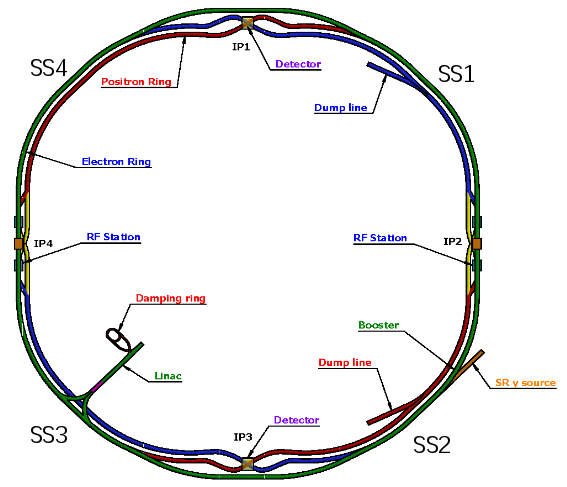 IP1
SS4
Detector
SS1
Positron Ring
Dump line
Electron Ring
RF Station
RF Station
IP4
IP2
Damping ring
Booster
Linac
Dump line
SR γ source
Detector
SS3
IP3
SS2